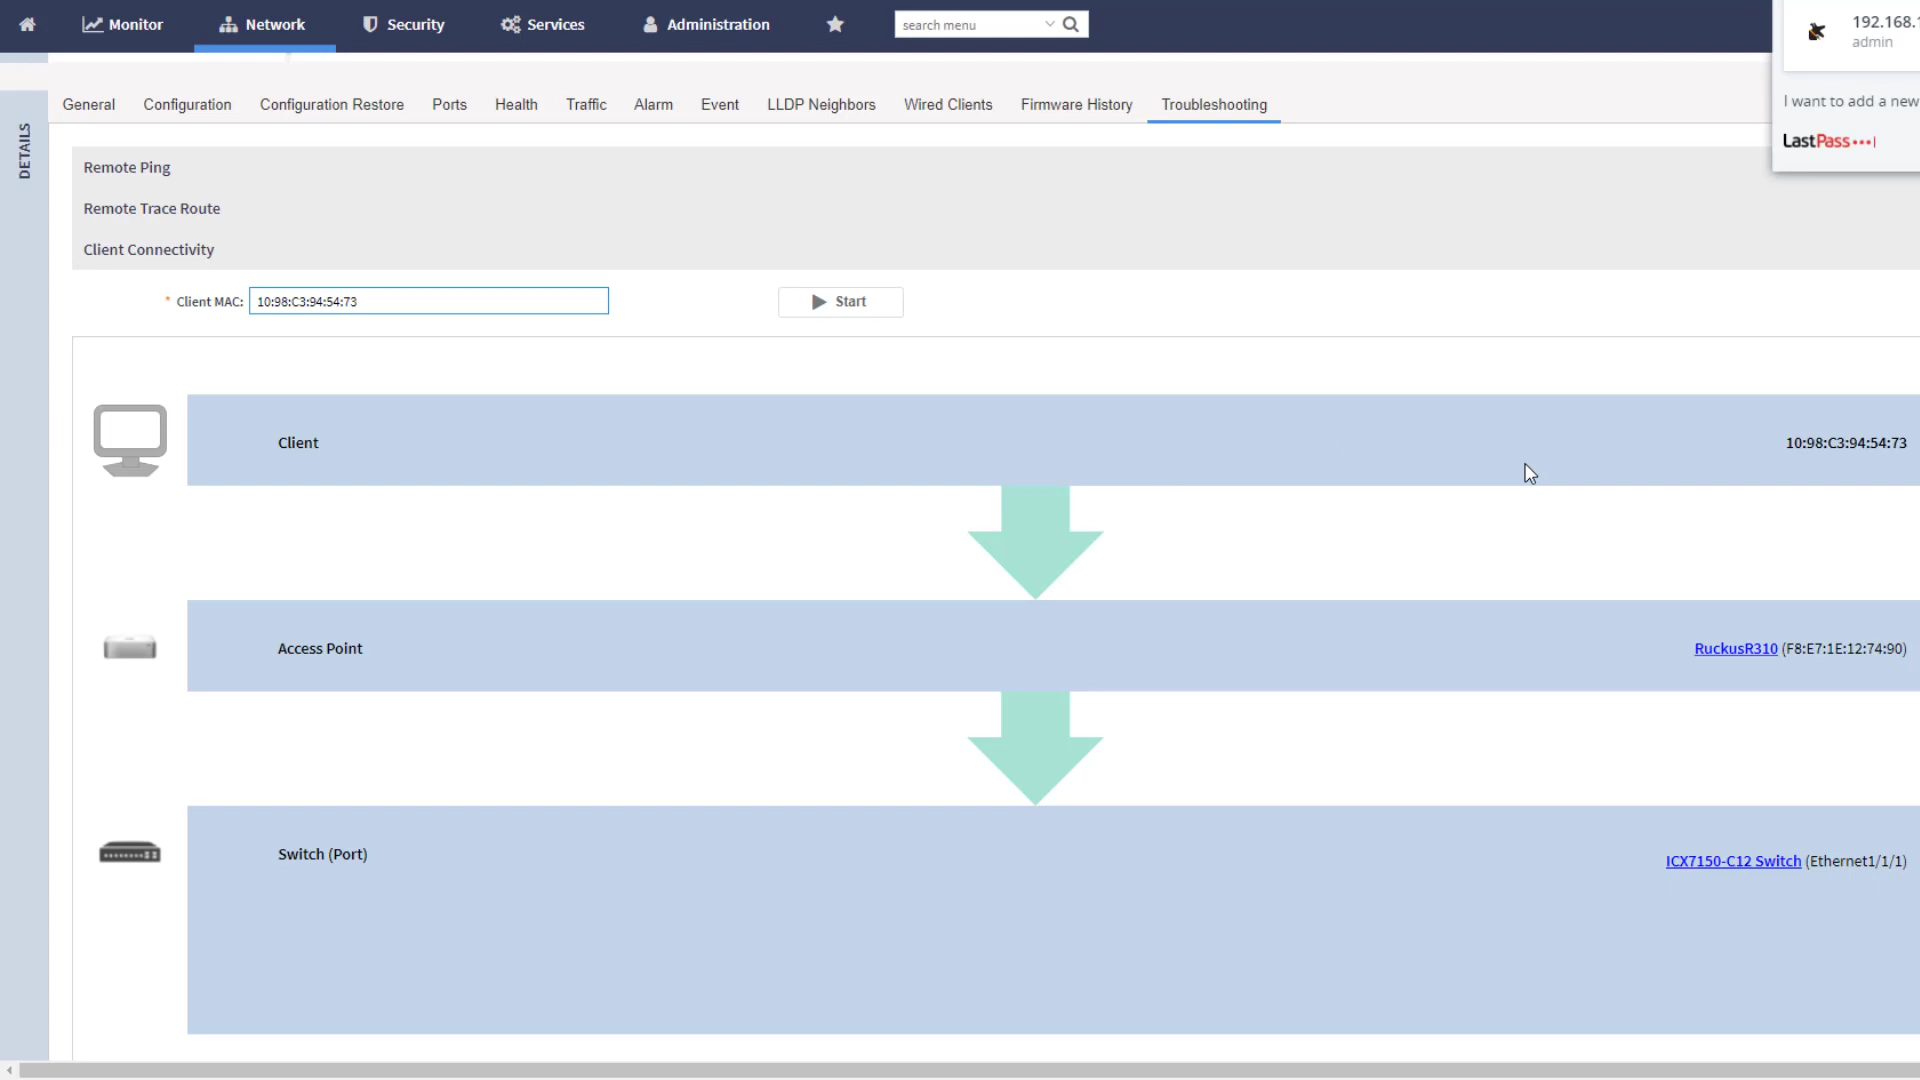 Monitor
Network
Security
Services
Administration
search menu
192.168.1
admin
I want to add a new
LastPass
General
Configuration
Configuration Restore
Ports
Health
Traffic
Alarm
Event
LLDP Neighbors
Wired Clients
Firmware History
Troubleshooting
DETAILS
Remote Ping
Remote Trace Route
Client Connectivity
* Client MAC: 10:98:C3:94:54:73
Start
Client
10:98:C3:94:54:73
Access Point
RuckusR310 (F8:E7:1E:12:74:90)
Switch (Port)
ICX7150-C12 Switch (Ethernet1/1/1)